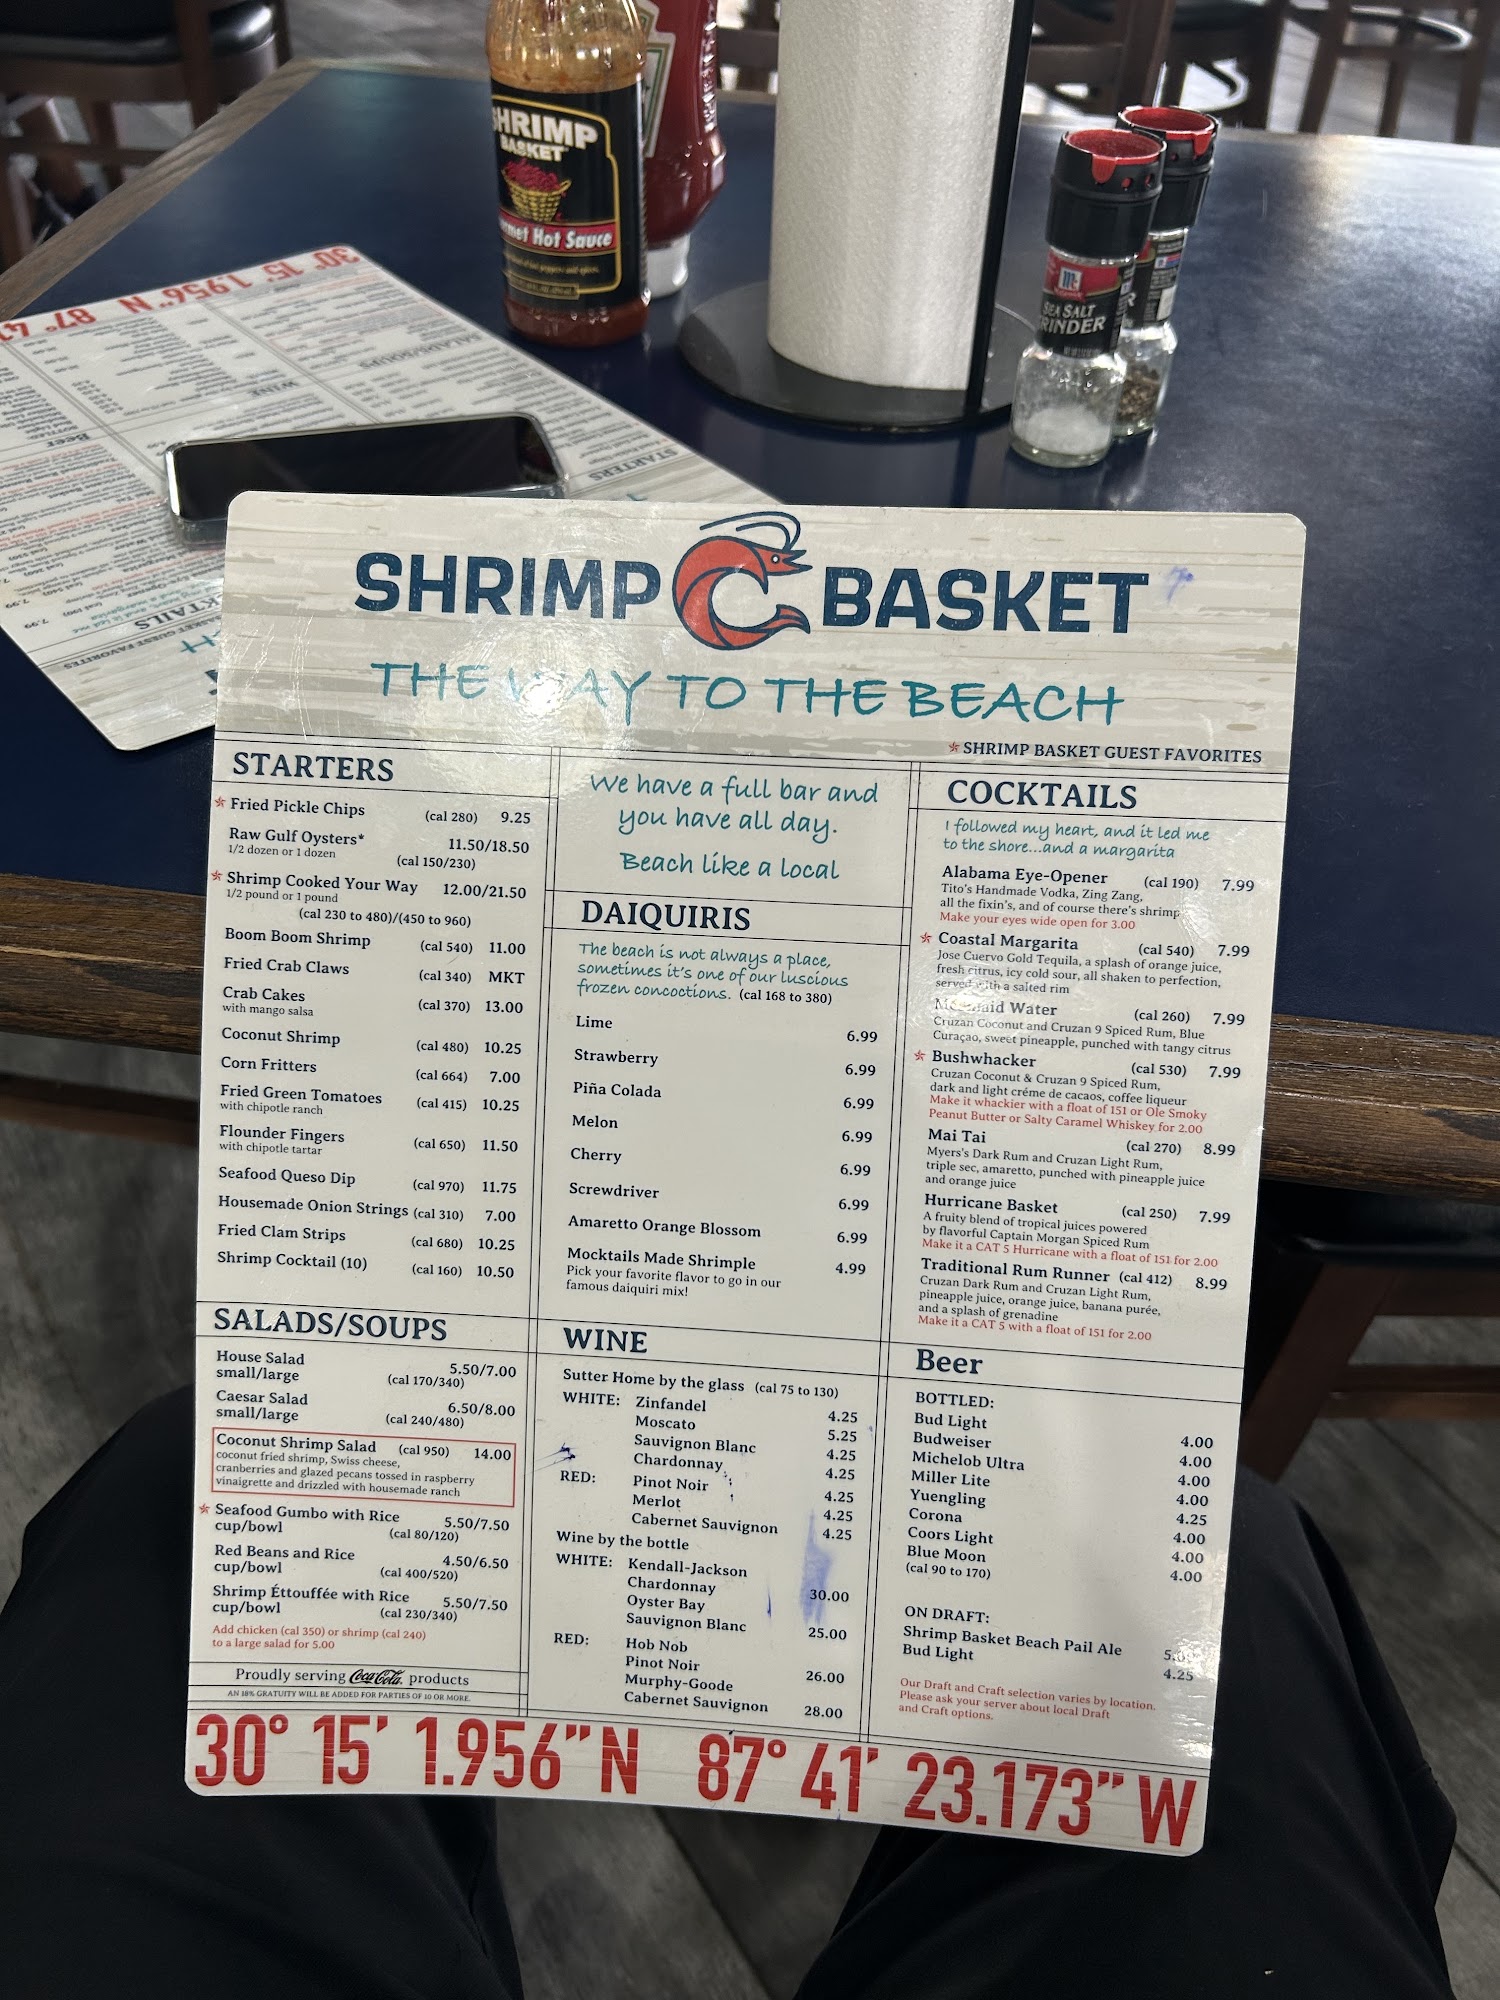 SHRIMP
BASKET
Hot Sauce
SEA SALT
GRINDER
30° 15' 1.956" N 87° 41'
SALADS/SOUPS
WINE
Beer
STARTERS
SHRIMP BASKET
THE WAY TO THE BEACH
SHRIMP BASKET GUEST FAVORITES
STARTERS
Fried Pickle Chips (cal 280) 9.25
Raw Gulf Oysters* 11.50/18.50
1/2 dozen or 1 dozen (cal 150/230)
Shrimp Cooked Your Way 12.00/21.50
1/2 pound or 1 pound
(cal 230 to 480)/(450 to 960)
Boom Boom Shrimp (cal 540) 11.00
Fried Crab Claws (cal 340) MKT
Crab Cakes (cal 370) 13.00
with mango salsa
Coconut Shrimp (cal 480) 10.25
Corn Fritters (cal 664) 7.00
Fried Green Tomatoes (cal 415) 10.25
with chipotle ranch
Flounder Fingers (cal 650) 11.50
with chipotle tartar
Seafood Queso Dip (cal 970) 11.75
Housemade Onion Strings (cal 310) 7.00
Fried Clam Strips (cal 680) 10.25
Shrimp Cocktail (10) (cal 160) 10.50
SALADS/SOUPS
House Salad 5.50/7.00
small/large (cal 170/340)
Caesar Salad 6.50/8.00
small/large (cal 240/480)
Coconut Shrimp Salad (cal 950) 14.00
coconut fried shrimp, Swiss cheese,
cranberries and glazed pecans tossed in raspberry
vinaigrette and drizzled with housemade ranch
Seafood Gumbo with Rice 5.50/7.50
cup/bowl (cal 80/120)
Red Beans and Rice 4.50/6.50
cup/bowl (cal 400/520)
Shrimp Éttouffée with Rice 5.50/7.50
cup/bowl (cal 230/340)
Add chicken (cal 350) or shrimp (cal 240)
to a large salad for 5.00
Proudly serving Coca-Cola products
AN 18% GRATUITY WILL BE ADDED FOR PARTIES OF 10 OR MORE.
We have a full bar and
you have all day.
Beach like a local
DAIQUIRIS
The beach is not always a place,
sometimes it's one of our luscious
frozen concoctions. (cal 168 to 380)
Lime 6.99
Strawberry 6.99
Piña Colada 6.99
Melon 6.99
Cherry 6.99
Screwdriver 6.99
Amaretto Orange Blossom 6.99
Mocktails Made Shrimple 4.99
Pick your favorite flavor to go in our
famous daiquiri mix!
WINE
Sutter Home by the glass (cal 75 to 130)
WHITE: Zinfandel 4.25
Moscato 5.25
Sauvignon Blanc 4.25
Chardonnay 4.25
RED: Pinot Noir 4.25
Merlot 4.25
Cabernet Sauvignon 4.25
Wine by the bottle
WHITE: Kendall-Jackson
Chardonnay 30.00
Oyster Bay
Sauvignon Blanc 25.00
RED: Hob Nob
Pinot Noir 26.00
Murphy-Goode
Cabernet Sauvignon 28.00
COCKTAILS
I followed my heart, and it led me
to the shore...and a margarita
Alabama Eye-Opener (cal 190) 7.99
Tito's Handmade Vodka, Zing Zang,
all the fixin's, and of course there's shrimp
Make your eyes wide open for 3.00
Coastal Margarita (cal 540) 7.99
Jose Cuervo Gold Tequila, a splash of orange juice,
fresh citrus, icy cold sour, all shaken to perfection,
served with a salted rim
Mermaid Water (cal 260) 7.99
Cruzan Coconut and Cruzan 9 Spiced Rum, Blue
Curaçao, sweet pineapple, punched with tangy citrus
Bushwhacker (cal 530) 7.99
Cruzan Coconut & Cruzan 9 Spiced Rum,
dark and light créme de cacaos, coffee liqueur
Make it whackier with a float of 151 or Ole Smoky
Peanut Butter or Salty Caramel Whiskey for 2.00
Mai Tai (cal 270) 8.99
Myers's Dark Rum and Cruzan Light Rum,
triple sec, amaretto, punched with pineapple juice
and orange juice
Hurricane Basket (cal 250) 7.99
A fruity blend of tropical juices powered
by flavorful Captain Morgan Spiced Rum
Make it a CAT 5 Hurricane with a float of 151 for 2.00
Traditional Rum Runner (cal 412) 8.99
Cruzan Dark Rum and Cruzan Light Rum,
pineapple juice, orange juice, banana purée,
and a splash of grenadine
Make it a CAT 5 with a float of 151 for 2.00
Beer
BOTTLED:
Bud Light 4.00
Budweiser 4.00
Michelob Ultra 4.00
Miller Lite 4.00
Yuengling 4.25
Corona 4.00
Coors Light 4.00
Blue Moon 4.00
(cal 90 to 170)
ON DRAFT:
Shrimp Basket Beach Pail Ale
Bud Light 4.25
Our Draft and Craft selection varies by location.
Please ask your server about local Draft
and Craft options.
30° 15' 1.956" N 87° 41' 23.173" W